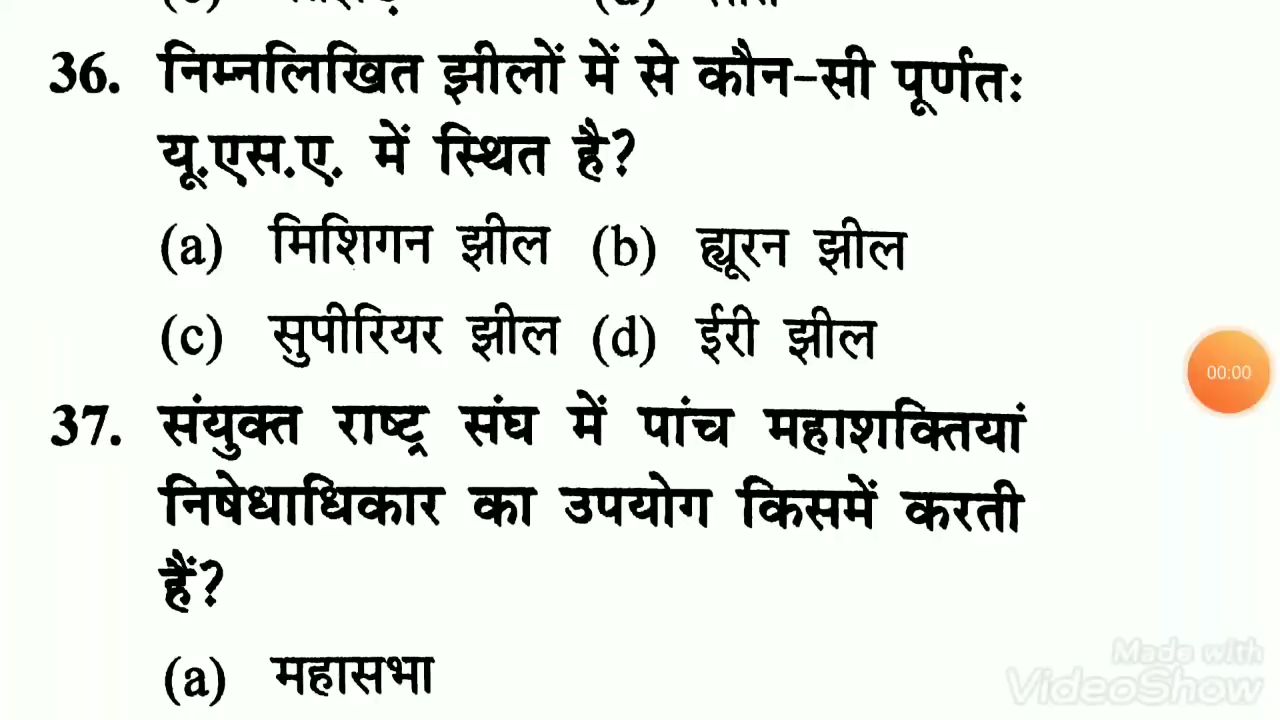 36. निम्नलिखित झीलों में से कौन-सी पूर्णतः
यू.एस.ए. में स्थित है?
(a) मिशिगन झील (b) ह्यूरन झील
(c) सुपीरियर झील (d) ईरी झील
00:00
37. संयुक्त राष्ट्र संघ में पांच महाशक्तियां
निषेधाधिकार का उपयोग किसमें करती
हैं?
(a) महासभा
Made with
VideoShow